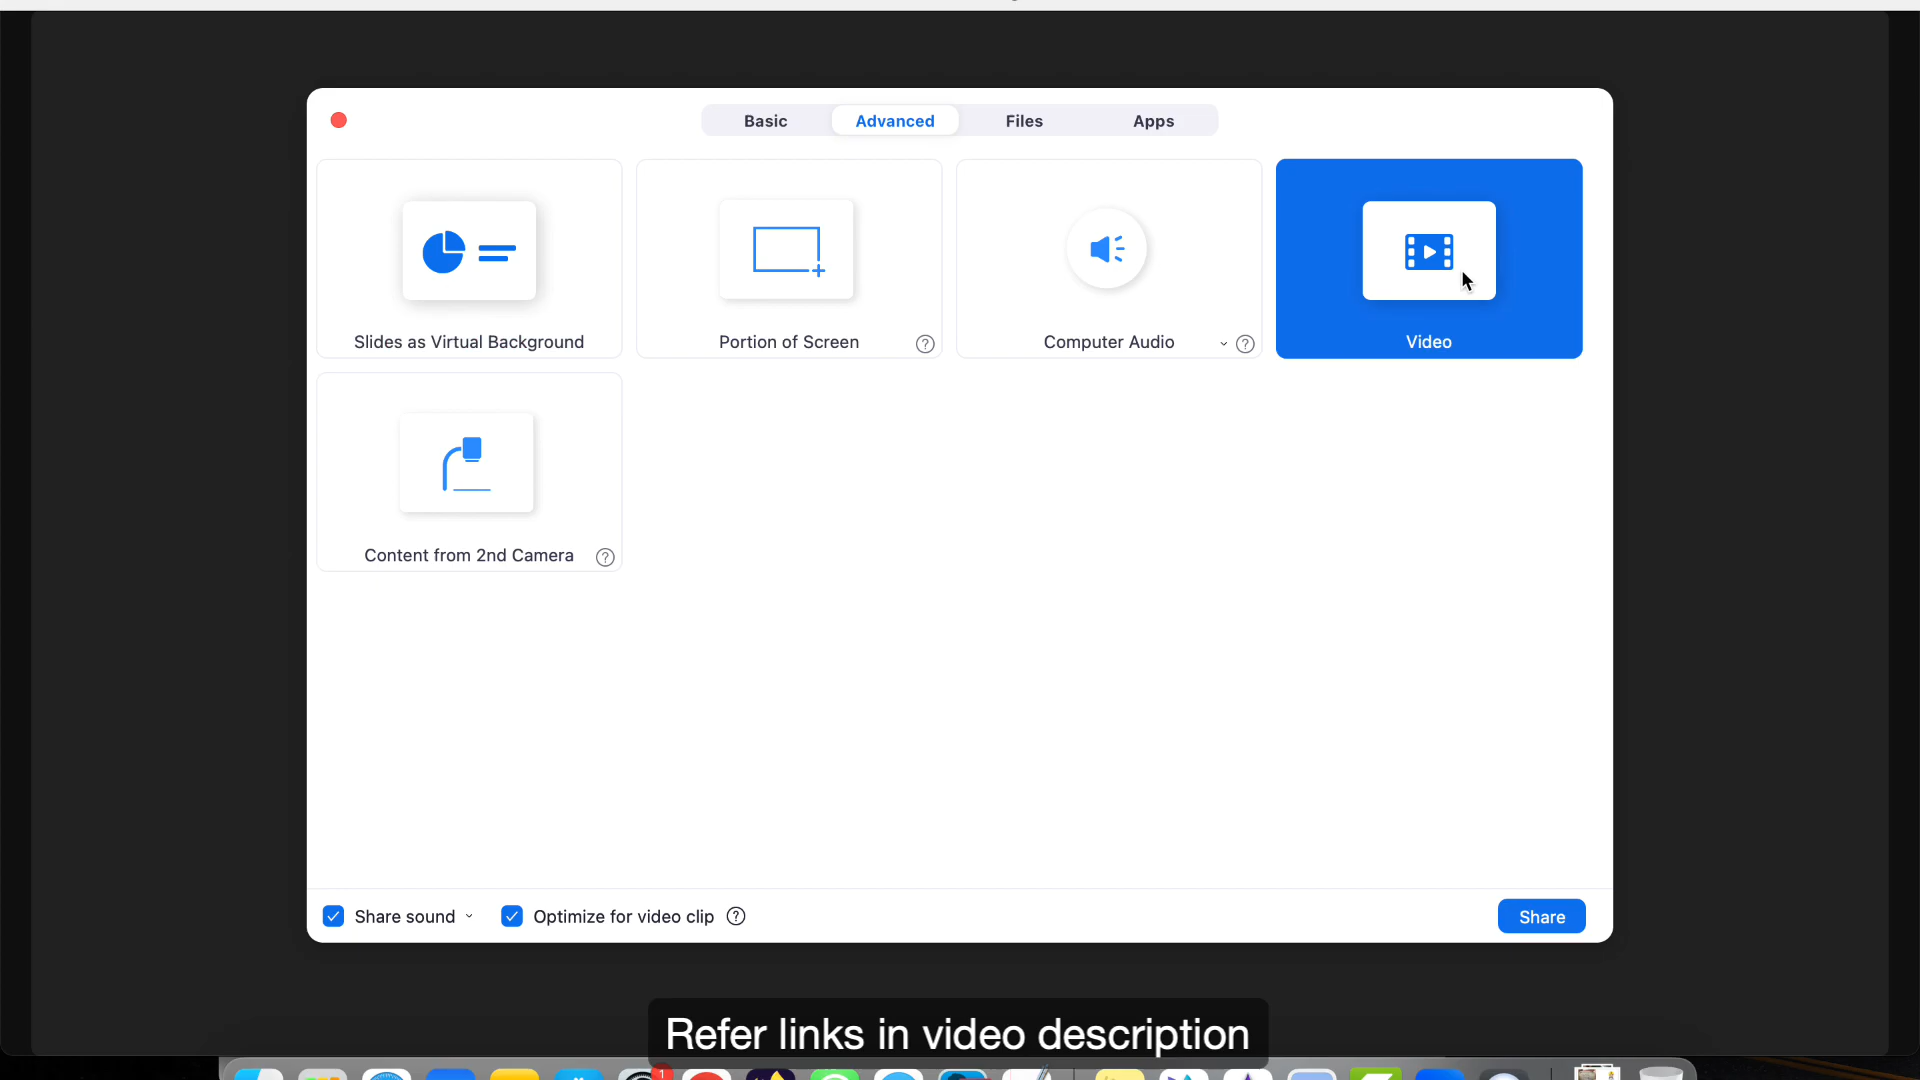 Basic Advanced Files Apps
Slides as Virtual Background Portion of Screen ? Computer Audio ? Video
Content from 2nd Camera ?
Share sound Optimize for video clip ? Share
Refer links in video description
1